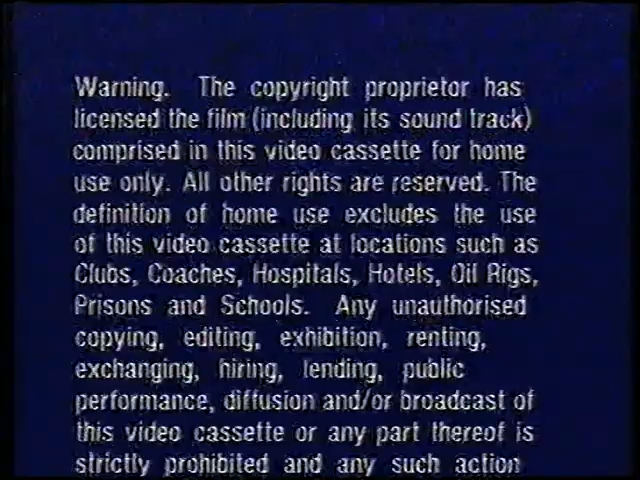 Warning. The copyright proprietor has
licensed the film (including its sound track)
comprised in this video cassette for home
use only. All other rights are reserved. The
definition of home use excludes the use
of this video cassette at locations such as
Clubs, Coaches, Hospitals, Hotels, Oil Rigs,
Prisons and Schools. Any unauthorised
copying, editing, exhibition, renting,
exchanging, hiring, lending, public
performance, diffusion and/or broadcast of
this video cassette or any part thereof is
strictly prohibited and any such action